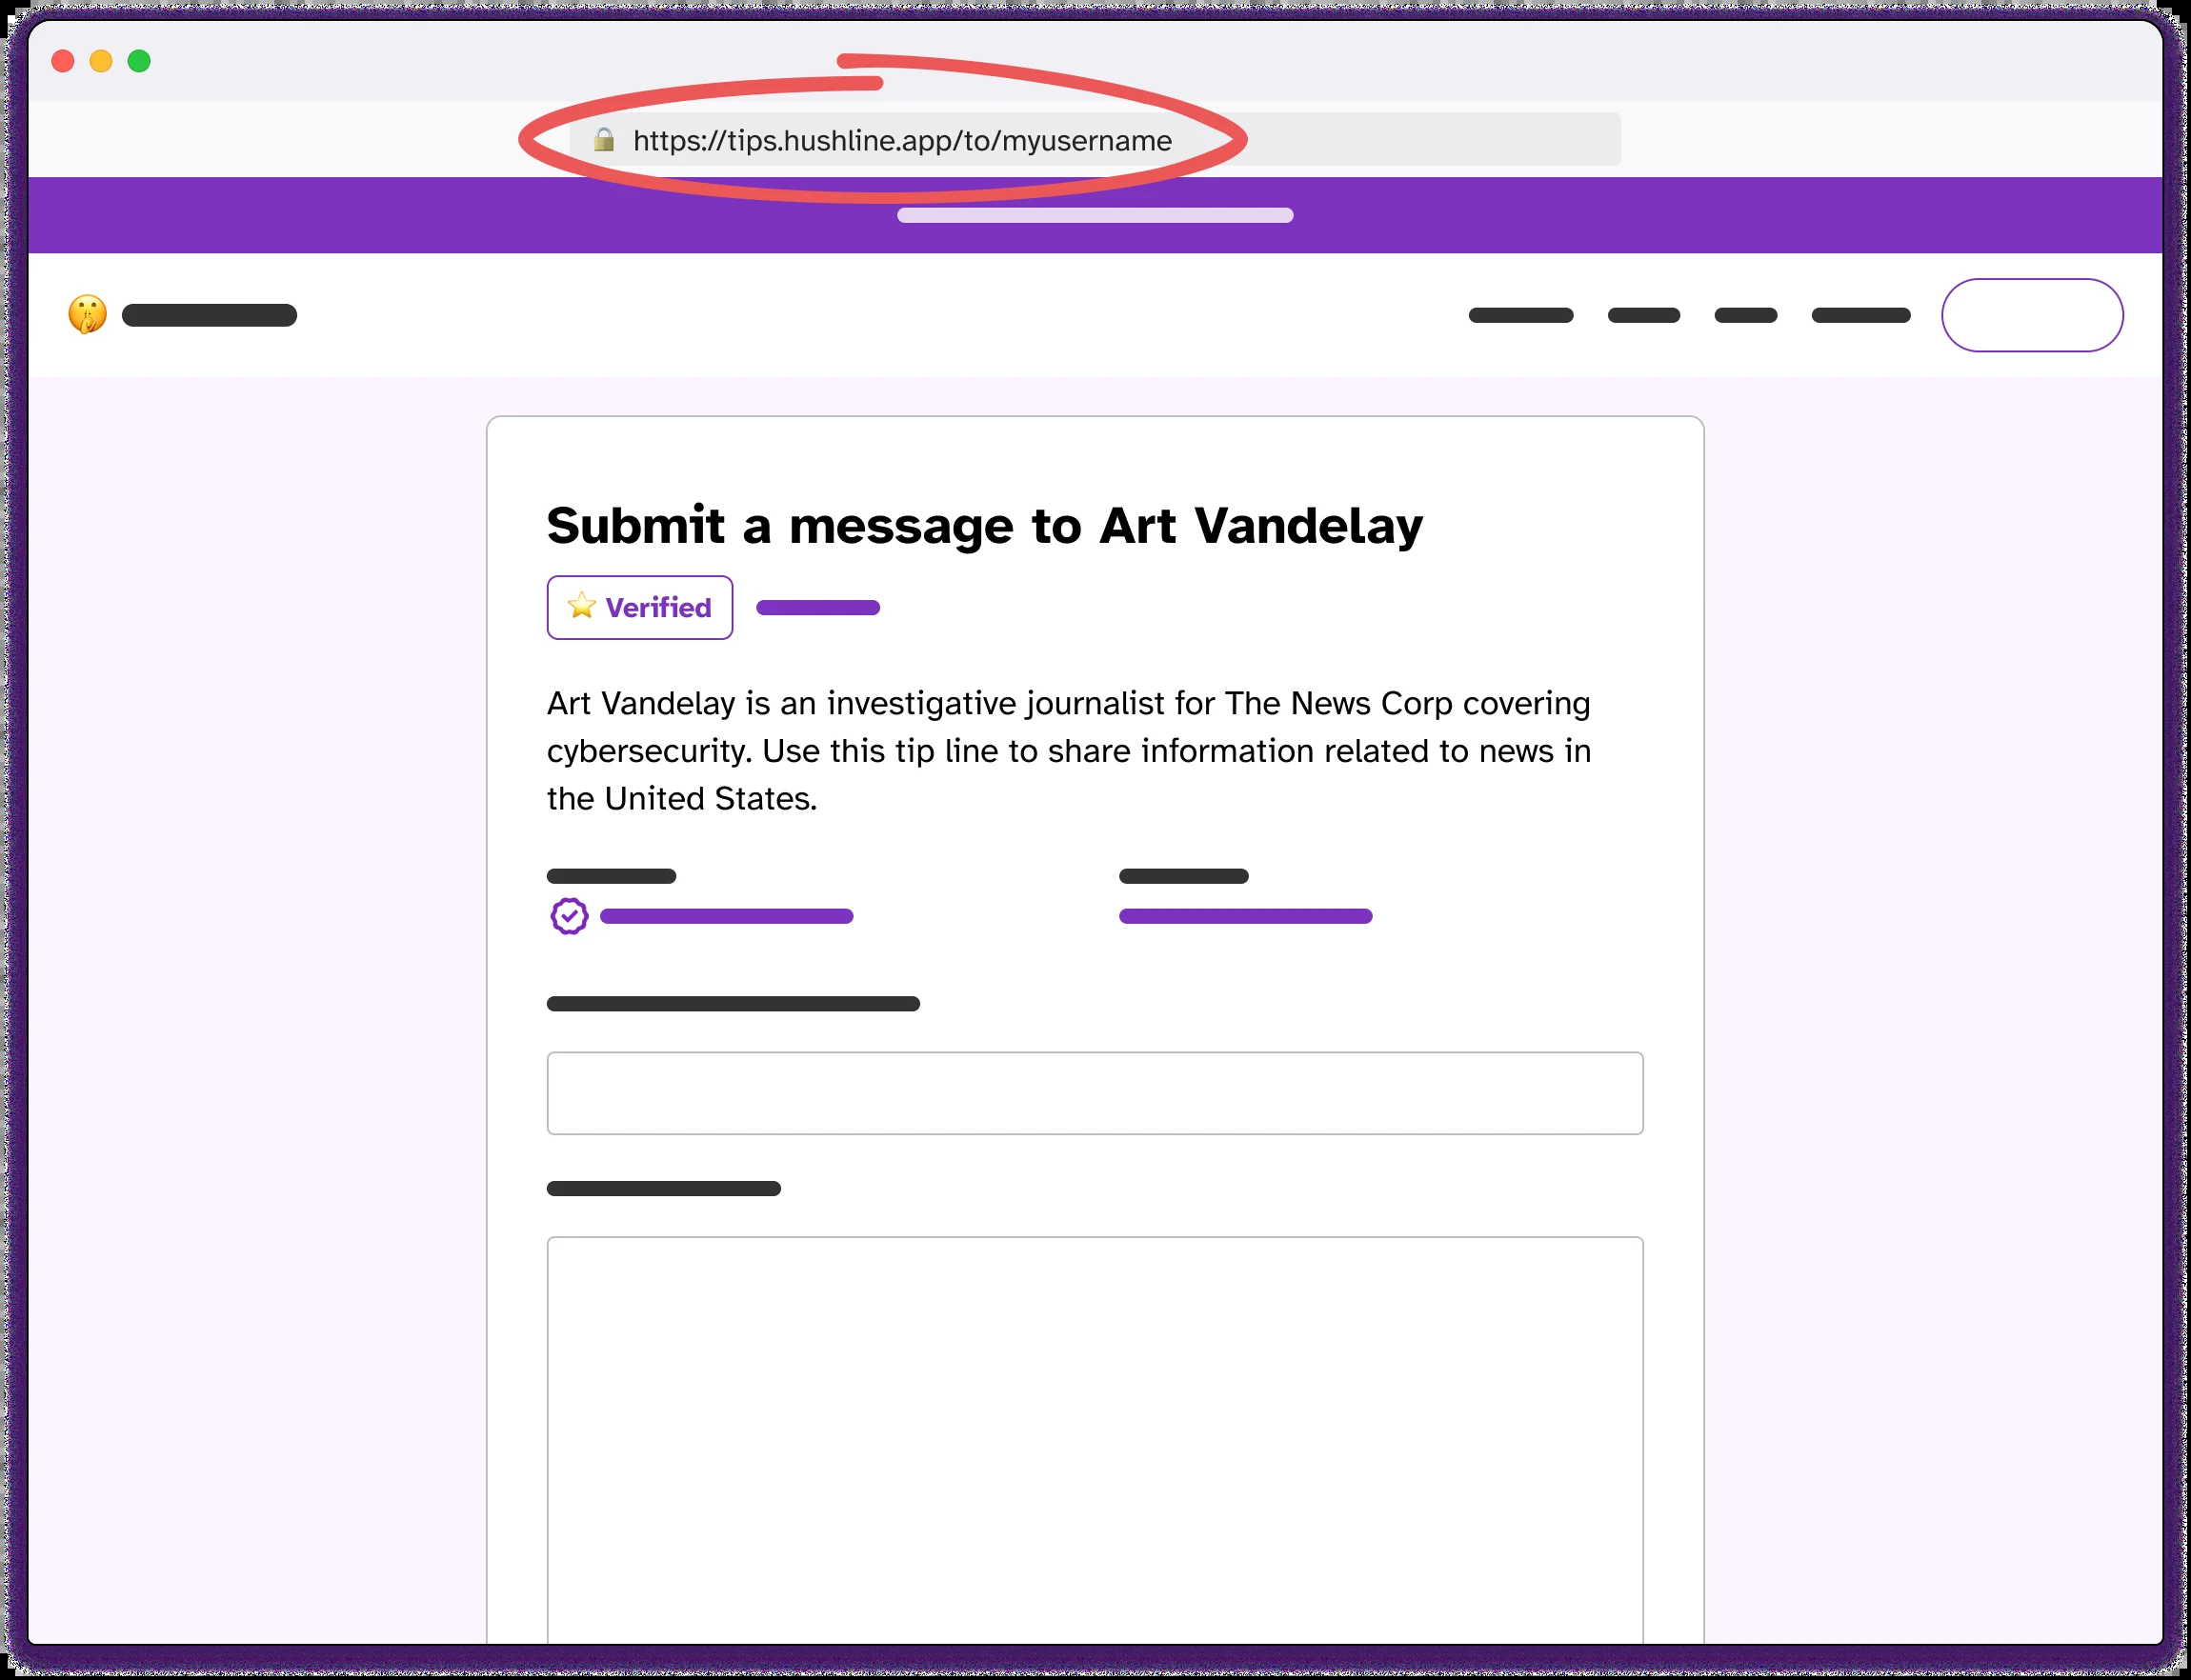 https://tips.hushline.app/to/myusername
Submit a message to Art Vandelay
Verified
Art Vandelay is an investigative journalist for The News Corp covering
cybersecurity. Use this tip line to share information related to news in
the United States.